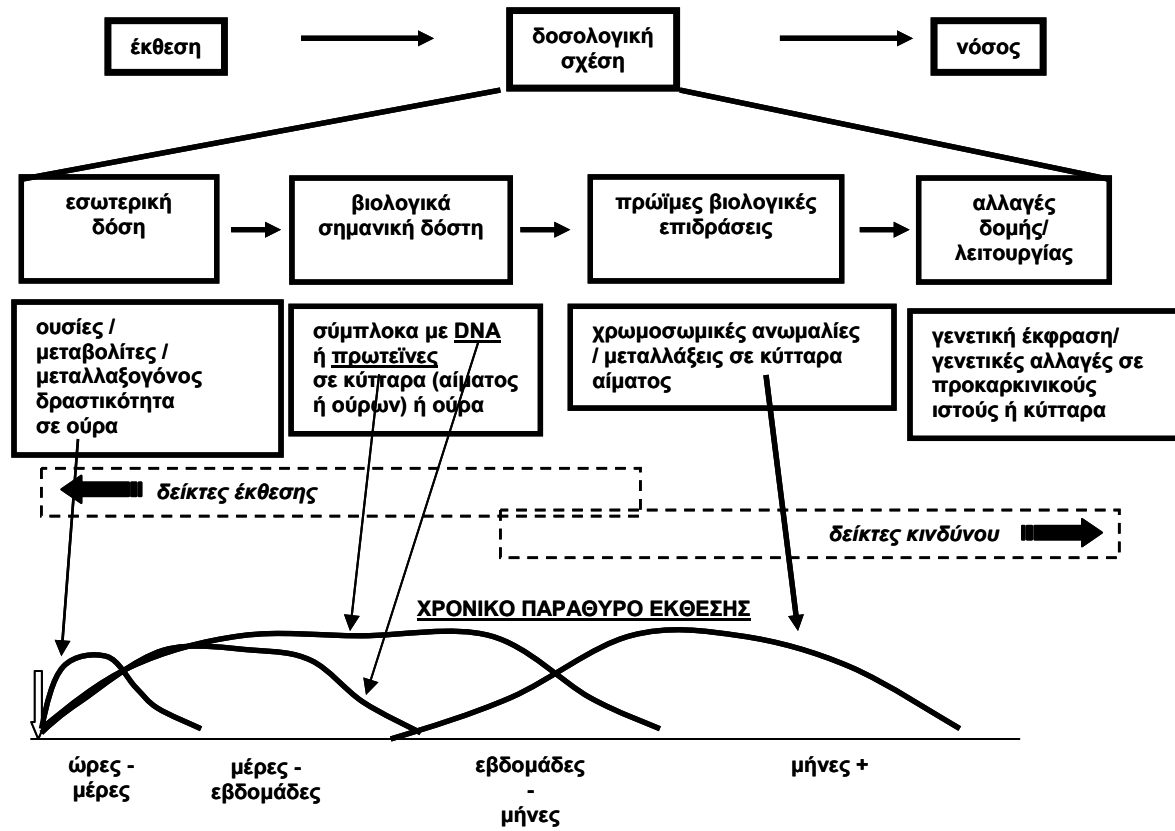 έκθεση
δοσολογική
σχέση
νόσος
εσωτερική
δόση
βιολογικά
σημανική δόστη
πρώϊμες βιολογικές
επιδράσεις
αλλαγές
δομής/
λειτουργίας
ουσίες /
μεταβολίτες /
μεταλλαξογόνος
δραστικότητα
σε ούρα
σύμπλοκα με DNA
ή πρωτεϊνες
σε κύτταρα (αίματος
ή ούρων) ή ούρα
χρωμοσωμικές ανωμαλίες
/ μεταλλάξεις σε κύτταρα
αίματος
γενετική έκφραση/
γενετικές αλλαγές σε
προκαρκινικούς
ιστούς ή κύτταρα
δείκτες έκθεσης
δείκτες κινδύνου
ΧΡΟΝΙΚΟ ΠΑΡΑΘΥΡΟ ΕΚΘΕΣΗΣ
ώρες -
μέρες
μέρες -
εβδομάδες
εβδομάδες
-
μήνες
μήνες +